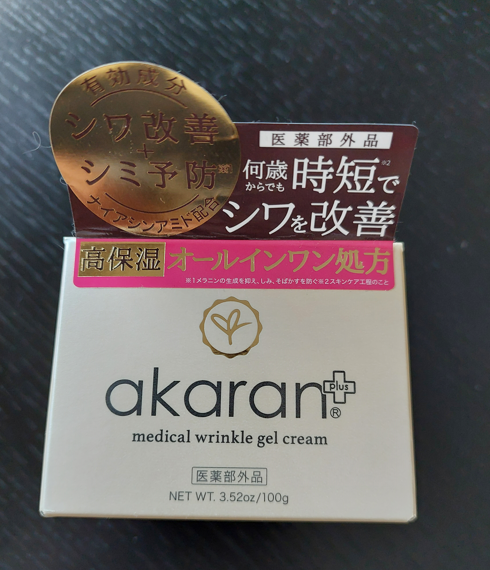 有効成分
シワ改善
+
シミ予防※1
ナイアシンアミド配合
医薬部外品
何歳からでも時短で※2
シワを改善
高保湿 オールインワン処方
※1メラニンの生成を抑え、しみ、そばかすを防ぐ※2スキンケア工程のこと
akaran plus®
medical wrinkle gel cream
医薬部外品
NET WT. 3.52oz/100g